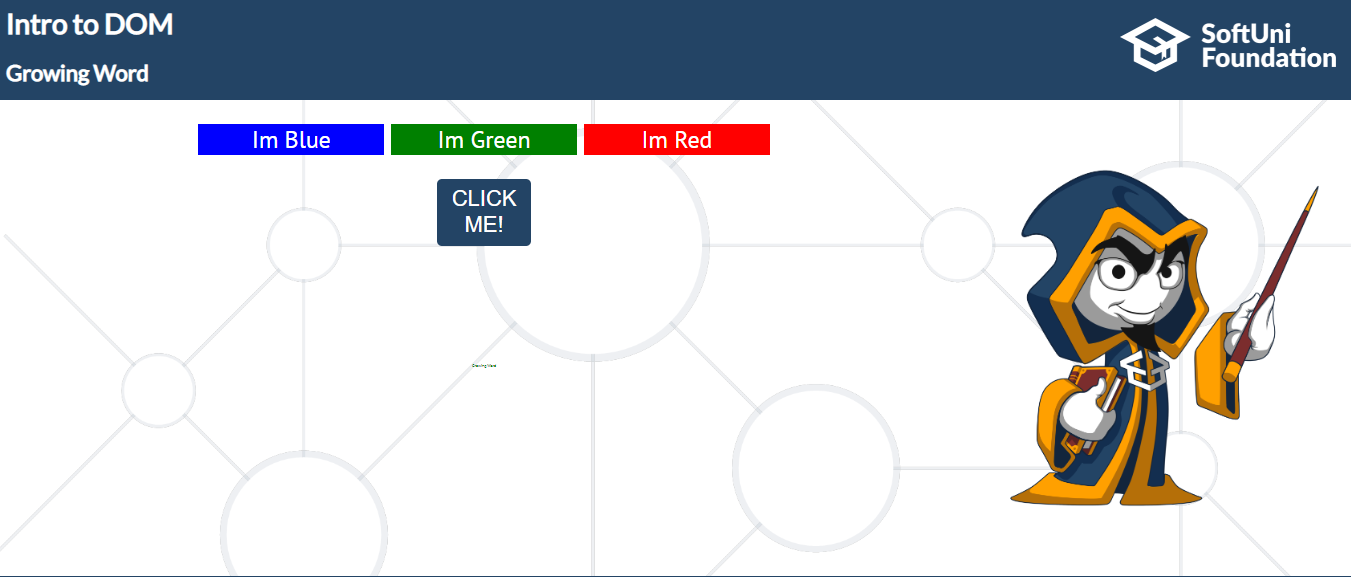 Intro to DOM
Growing Word
SoftUni
Foundation
Im Blue
Im Green
Im Red
CLICK
ME!
Growing Word